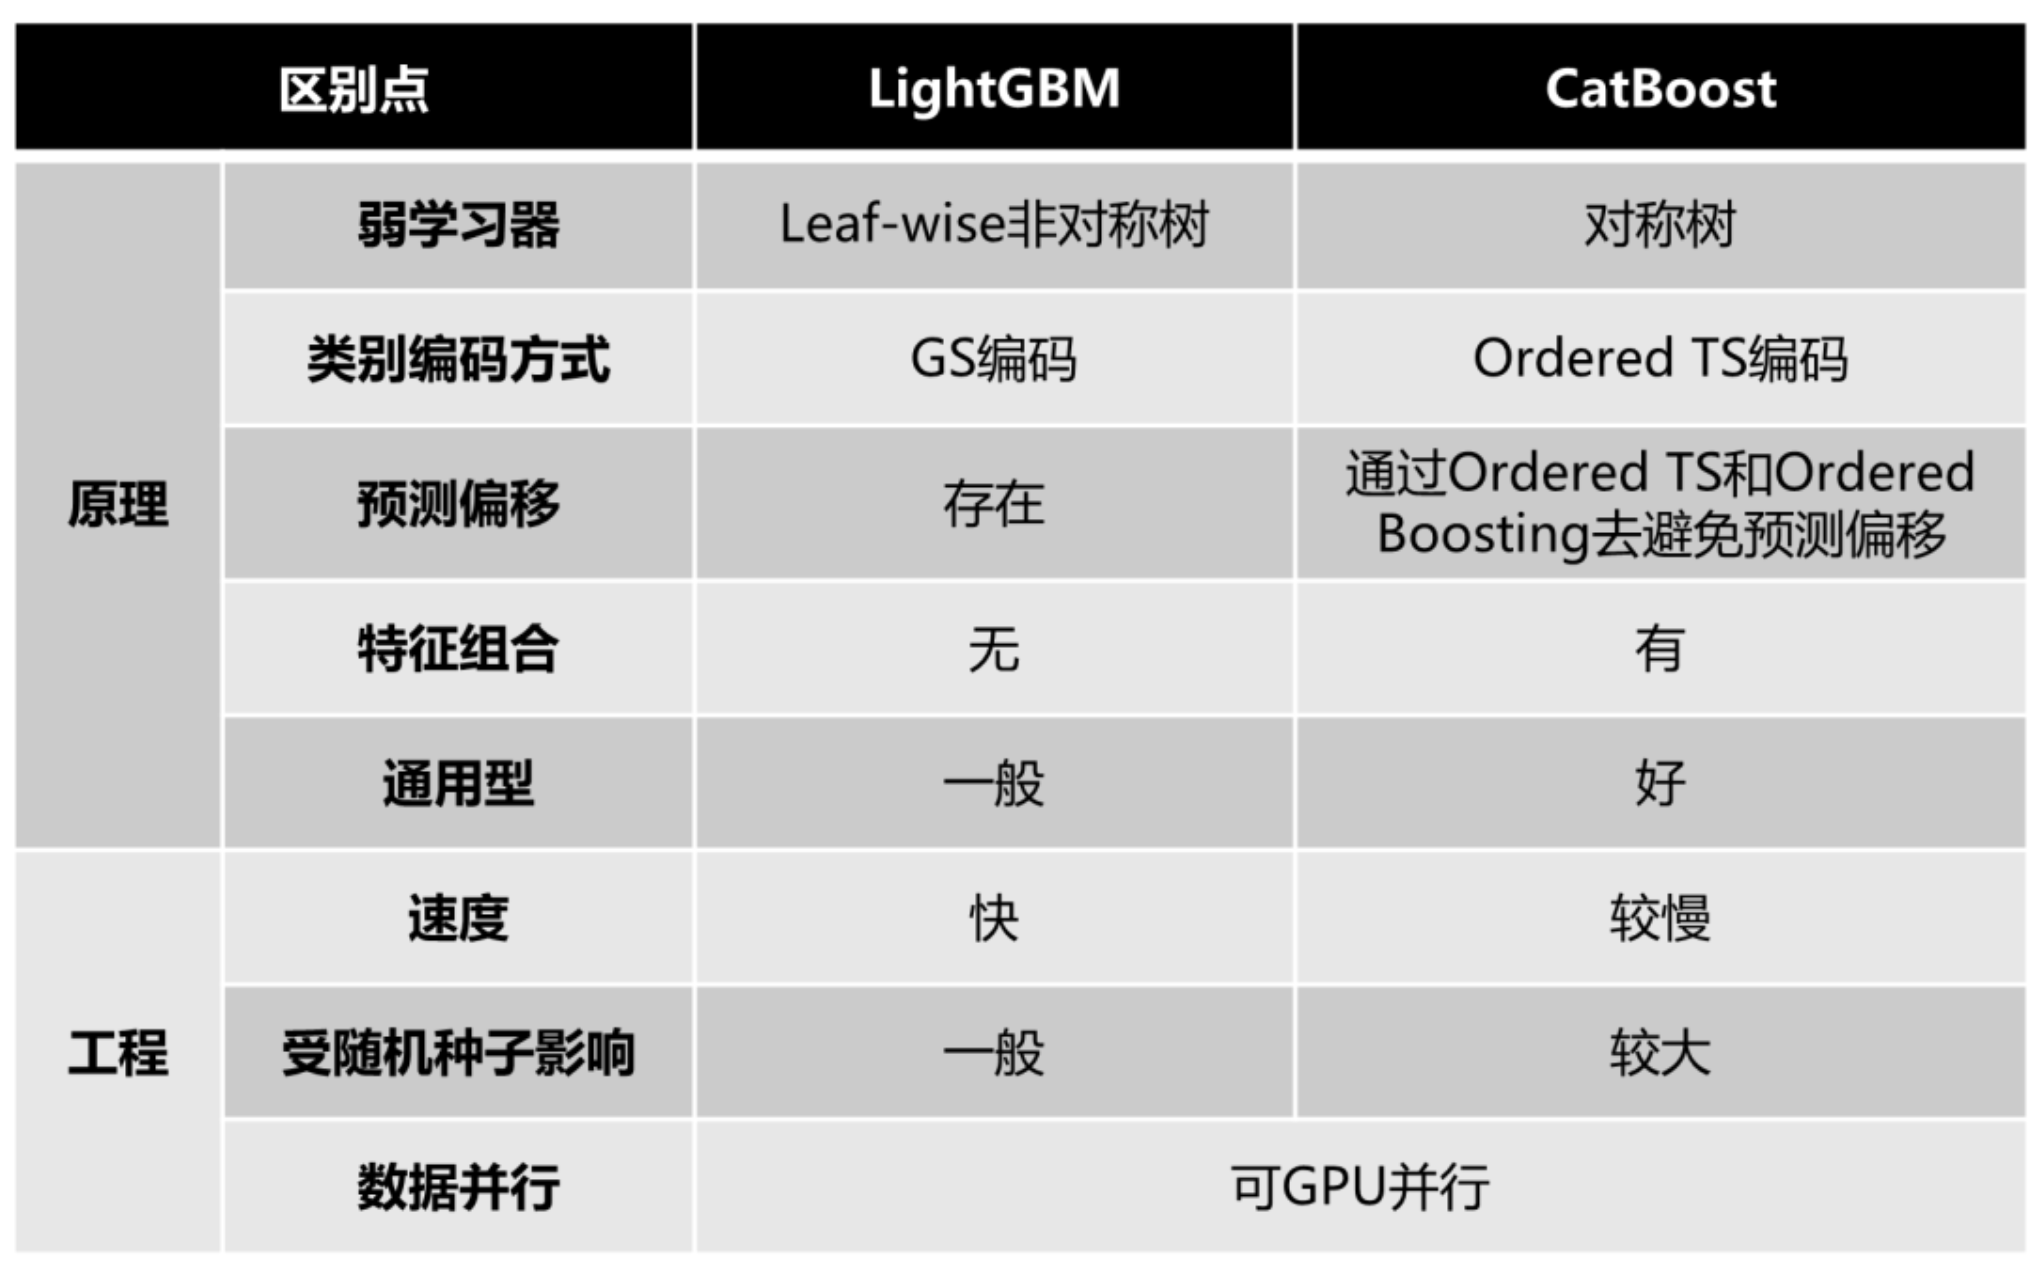 区别点 LightGBM CatBoost
原理
弱学习器 Leaf-wise非对称树 对称树
类别编码方式 GS编码 Ordered TS编码
预测偏移 存在 通过Ordered TS和Ordered
Boosting去避免预测偏移
特征组合 无 有
通用型 一般 好
工程
速度 快 较慢
受随机种子影响 一般 较大
数据并行 可GPU并行